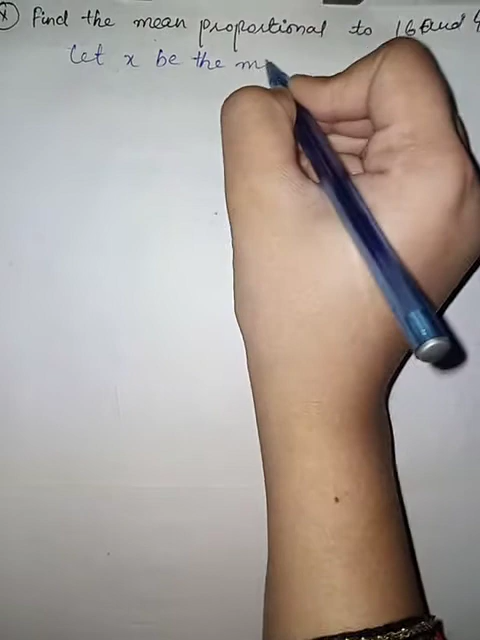 Find the mean proportional to 16 and
Let x be the m